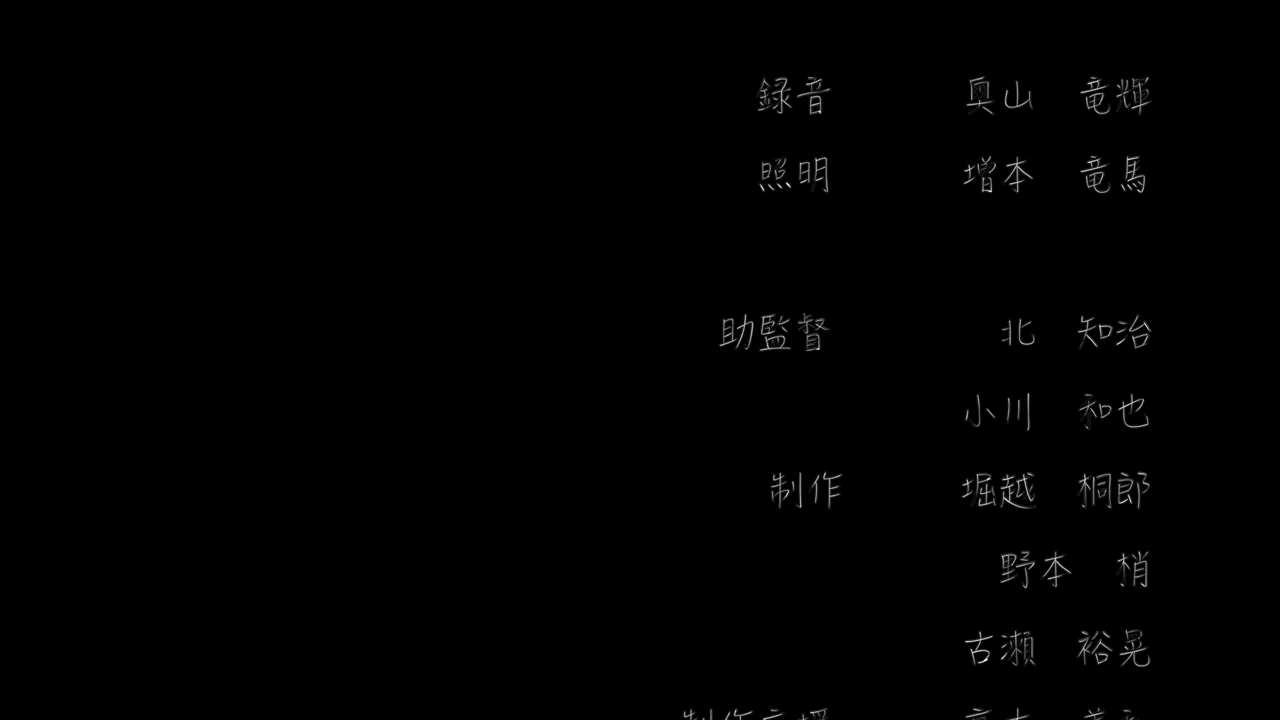 録音 奥山 竜輝
照明 増本 竜馬
助監督 北 知治
小川 和也
制作 堀越 桐郎
野本 梢
古瀬 裕晃